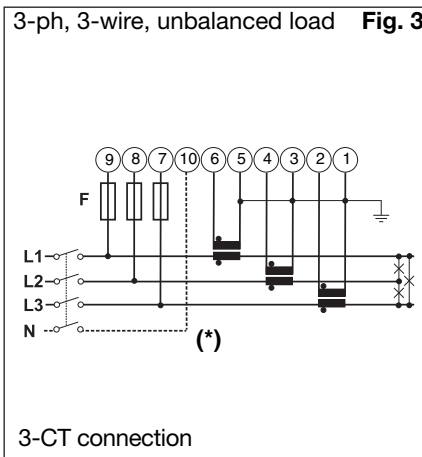 3-ph, 3-wire, unbalanced load Fig. 3
9 8 7 10 6 5 4 3 2 1
F
L1
L2
L3
N
(*)
3-CT connection